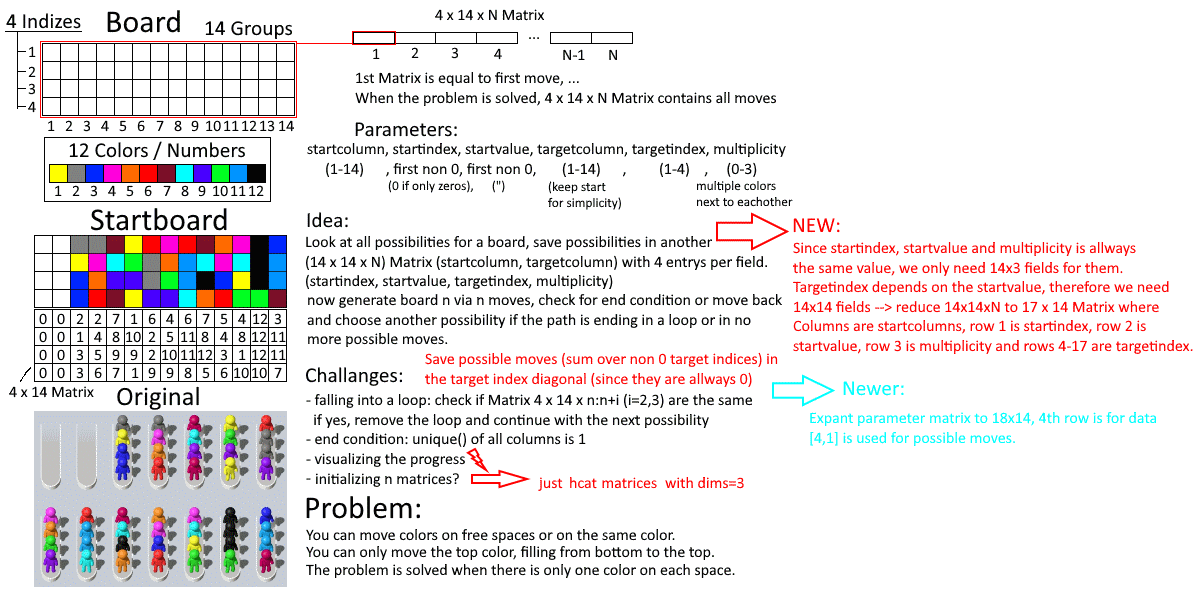 4 Indizes
Board
14 Groups
1
2
3
4
1 2 3 4 5 6 7 8 9 10 11 12 13 14
12 Colors / Numbers
1 2 3 4 5 6 7 8 9 10 11 12
Startboard
0 0 2 2 7 1 6 4 6 7 5 4 12 3
0 0 1 4 8 10 2 5 11 8 4 8 12 11
0 0 3 5 9 9 2 10 11 12 3 1 12 11
0 0 3 6 7 1 9 9 8 5 6 10 10 7
4 x 14 Matrix
Original
4 x 14 x N Matrix
...
1 2 3 4 N-1 N
1st Matrix is equal to first move, ...
When the problem is solved, 4 x 14 x N Matrix contains all moves
Parameters:
startcolumn, startindex, startvalue, targetcolumn, targetindex, multiplicity
(1-14) , first non 0, first non 0, (1-14) , (1-4) , (0-3)
(0 if only zeros), (") (keep start multiple colors
for simplicity) next to eachother
Idea:
Look at all possibilities for a board, save possibilities in another
(14 x 14 x N) Matrix (startcolumn, targetcolumn) with 4 entrys per field.
(startindex, startvalue, targetindex, multiplicity)
now generate board n via n moves, check for end condition or move back
and choose another possibility if the path is ending in a loop or in no
more possible moves.
Save possible moves (sum over non 0 target indices) in
the target index diagonal (since they are allways 0)
Challanges:
- falling into a loop: check if Matrix 4 x 14 x n:n+i (i=2,3) are the same
if yes, remove the loop and continue with the next possibility
- end condition: unique() of all columns is 1
- visualizing the progress
- initializing n matrices?
just hcat matrices with dims=3
Problem:
You can move colors on free spaces or on the same color.
You can only move the top color, filling from bottom to the top.
The problem is solved when there is only one color on each space.
NEW:
Since startindex, startvalue and multiplicity is allways
the same value, we only need 14x3 fields for them.
Targetindex depends on the startvalue, therefore we need
14x14 fields --> reduce 14x14xN to 17 x 14 Matrix where
Columns are startcolumns, row 1 is startindex, row 2 is
startvalue, row 3 is multiplicity and rows 4-17 are targetindex.
Newer:
Expant parameter matrix to 18x14, 4th row is for data
[4,1] is used for possible moves.